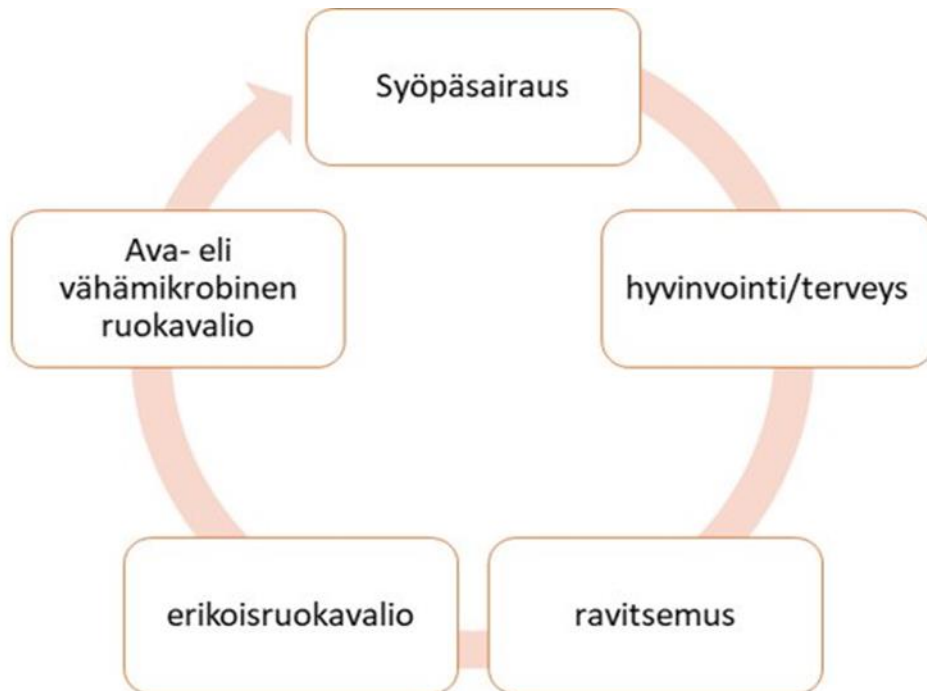 Syöpäsairaus
hyvinvointi/terveys
ravitsemus
erikoisruokavalio
Ava- eli
vähämikrobinen
ruokavalio